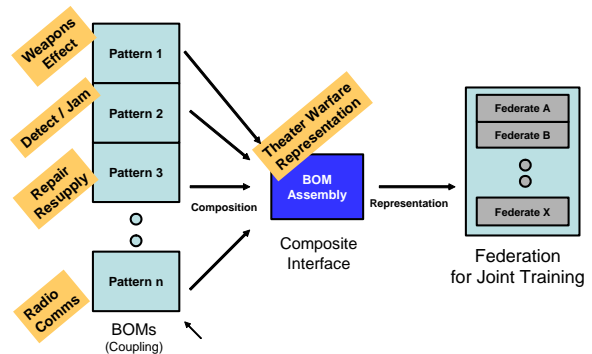 Weapons
Effect
Pattern 1
Detect / Jam
Pattern 2
Repair
Resupply
Pattern 3
Radio
Comms
Pattern n
BOMs
(Coupling)
Composition
Theater Warfare
Representation
BOM
Assembly
Composite
Interface
Representation
Federate A
Federate B
Federate X
Federation
for Joint Training